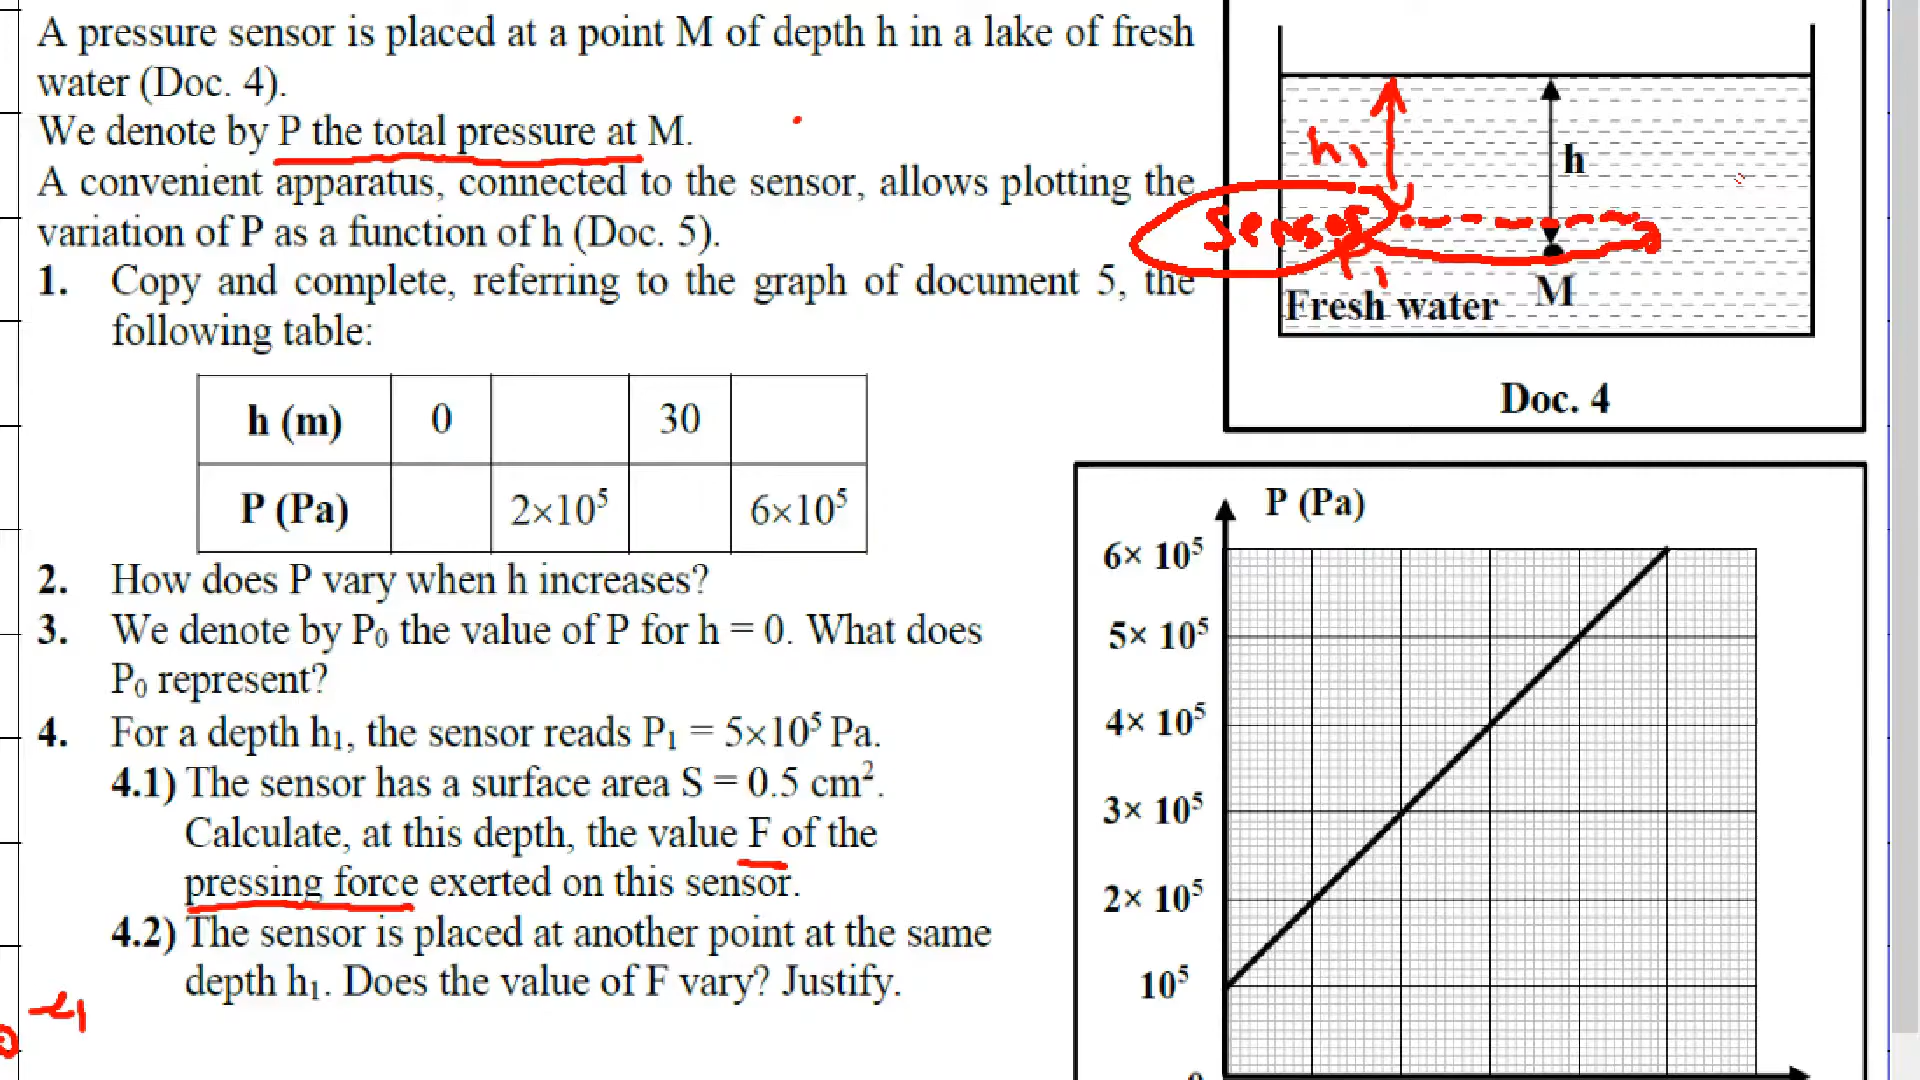 A pressure sensor is placed at a point M of depth h in a lake of fresh
water (Doc. 4).
We denote by P the total pressure at M.
A convenient apparatus, connected to the sensor, allows plotting the
variation of P as a function of h (Doc. 5).
1. Copy and complete, referring to the graph of document 5, the
following table:
h (m) 0 30
P (Pa) 2×10⁵ 6×10⁵
2. How does P vary when h increases?
3. We denote by P₀ the value of P for h = 0. What does
P₀ represent?
4. For a depth h₁, the sensor reads P₁ = 5×10⁵ Pa.
4.1) The sensor has a surface area S = 0.5 cm².
Calculate, at this depth, the value F of the
pressing force exerted on this sensor.
4.2) The sensor is placed at another point at the same
depth h₁. Does the value of F vary? Justify.
h₁
h
Sensor
P₁
M
Fresh water
Doc. 4
P (Pa)
6× 10⁵
5× 10⁵
4× 10⁵
3× 10⁵
2× 10⁵
10⁵